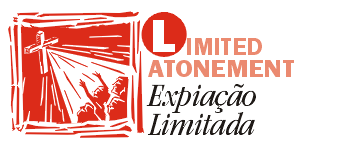 LIMITED
ATONEMENT
Expiação
Limitada